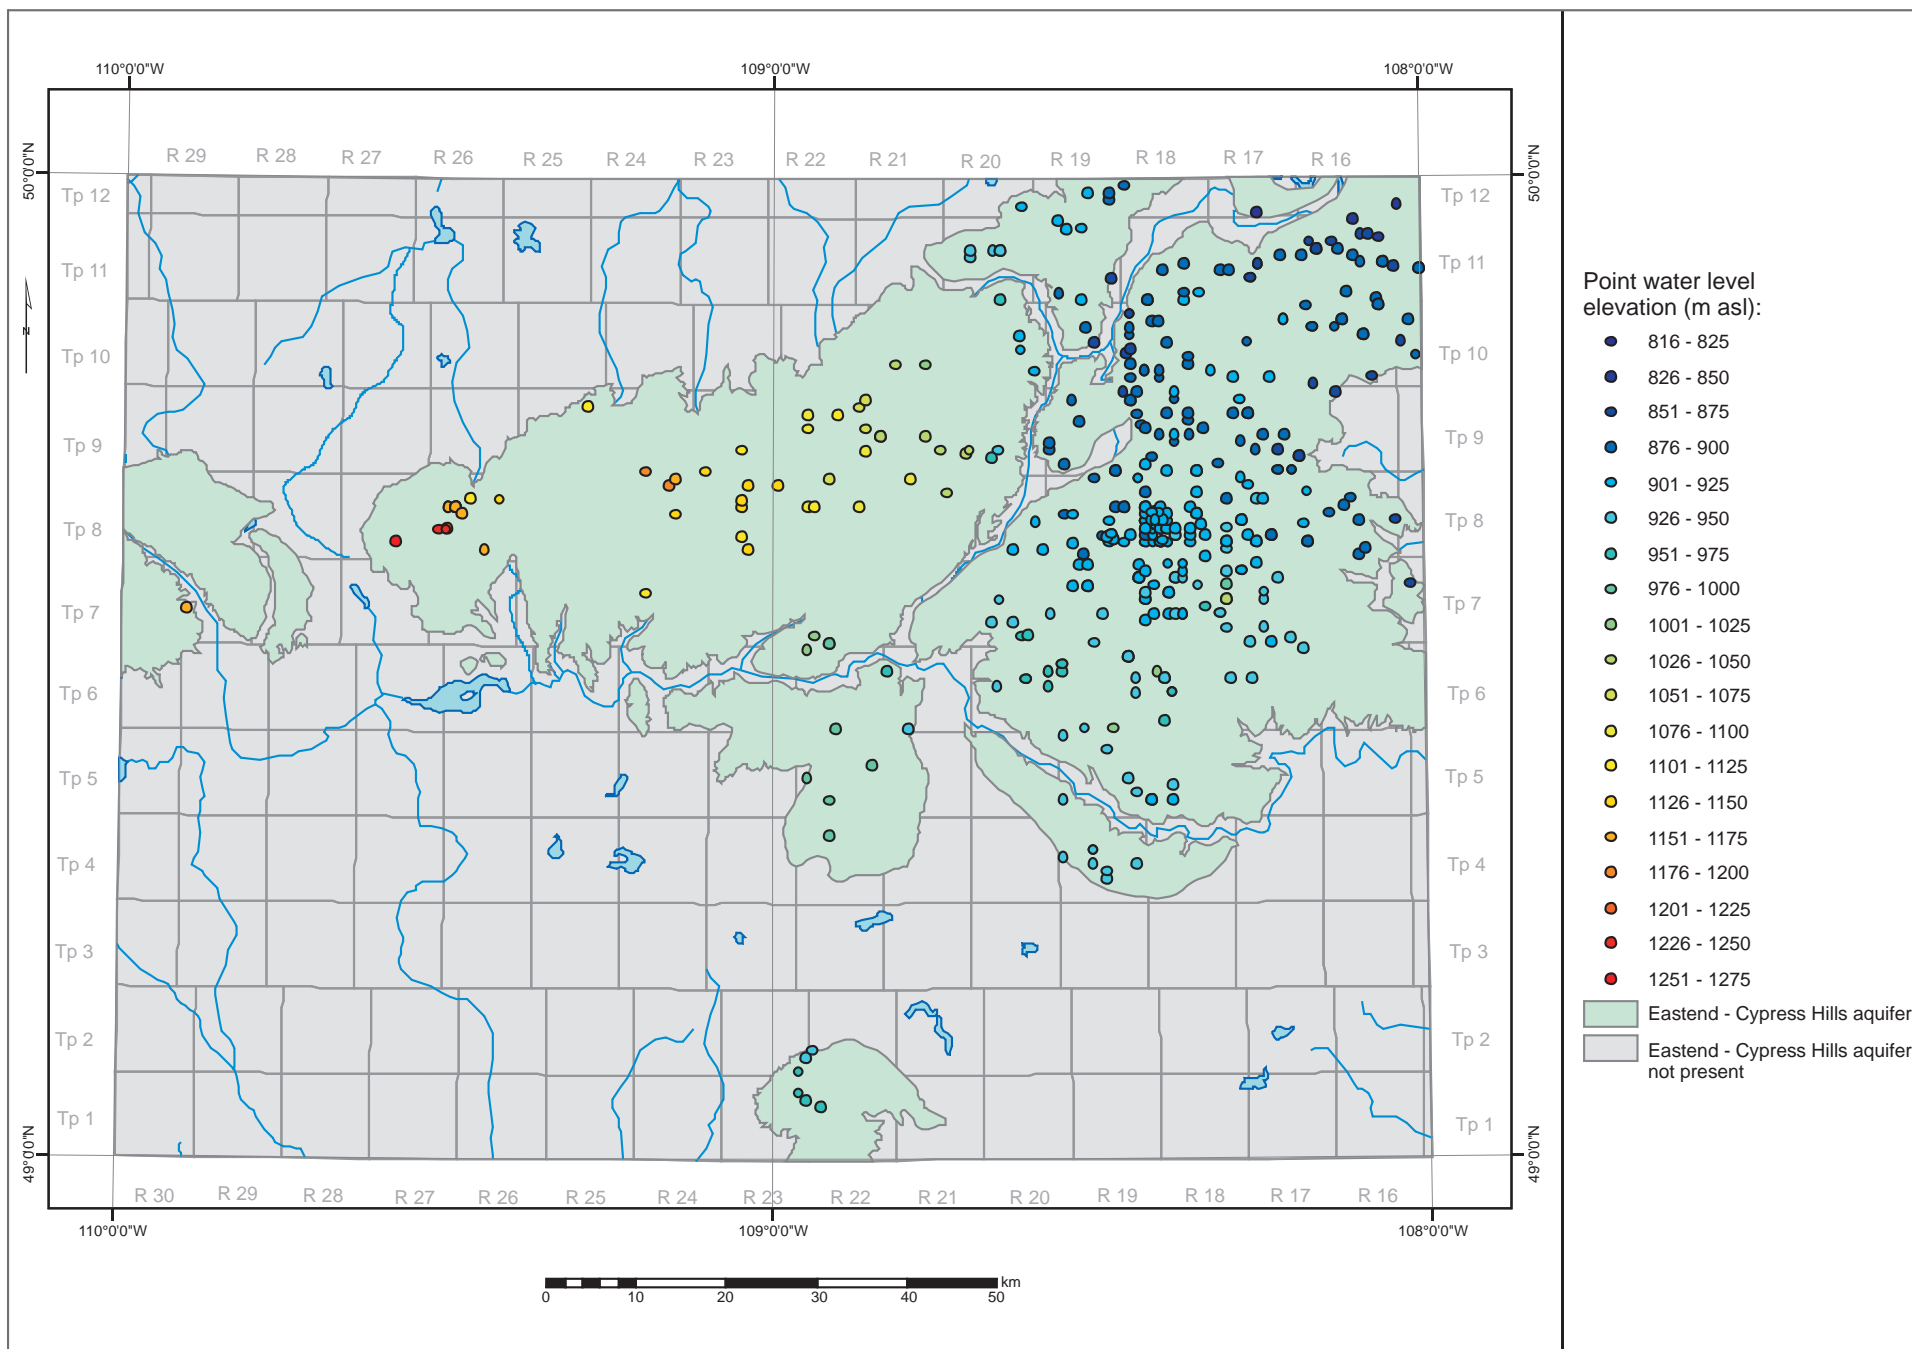 110°0'0"W 109°0'0"W 108°0'0"W
R 29 R 28 R 27 R 26 R 25 R 24 R 23 R 22 R 21 R 20 R 19 R 18 R 17 R 16
50°0'0"N
50°0'0"N
Tp 12 Tp 12
Tp 11 Tp 11
Tp 10 Tp 10
Tp 9 Tp 9
Tp 8 Tp 8
Tp 7 Tp 7
Tp 6 Tp 6
Tp 5 Tp 5
Tp 4 Tp 4
Tp 3 Tp 3
Tp 2 Tp 2
Tp 1 Tp 1
49°0'0"N
49°0'0"N
R 30 R 29 R 28 R 27 R 26 R 25 R 24 R 23 R 22 R 21 R 20 R 19 R 18 R 17 R 16
110°0'0"W 109°0'0"W 108°0'0"W
z
km
0 10 20 30 40 50
Point water level
elevation (m asl):
816 - 825
826 - 850
851 - 875
876 - 900
901 - 925
926 - 950
951 - 975
976 - 1000
1001 - 1025
1026 - 1050
1051 - 1075
1076 - 1100
1101 - 1125
1126 - 1150
1151 - 1175
1176 - 1200
1201 - 1225
1226 - 1250
1251 - 1275
Eastend - Cypress Hills aquifer
Eastend - Cypress Hills aquifer
not present